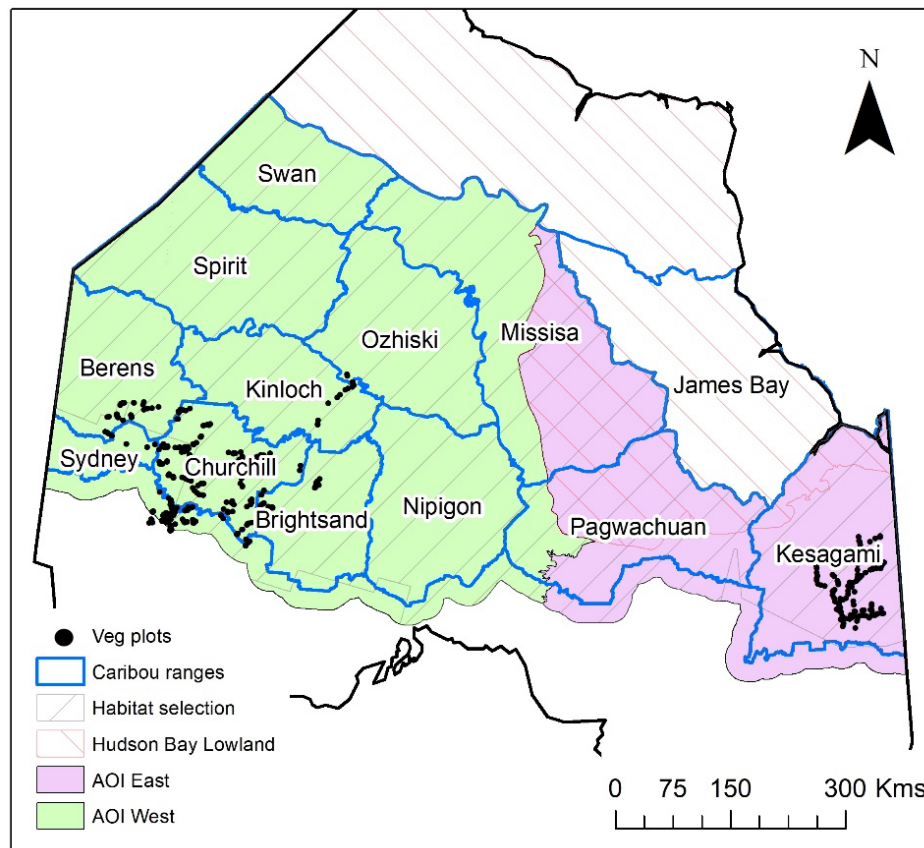 N
Swan
Spirit
Ozhiski
Missisa
Berens
Kinloch
James Bay
Sydney
Churchill
Brightsand
Nipigon
Pagwachuan
Kesagami
Veg plots
Caribou ranges
Habitat selection
Hudson Bay Lowland
AOI East
AOI West
0 75 150 300 Kms